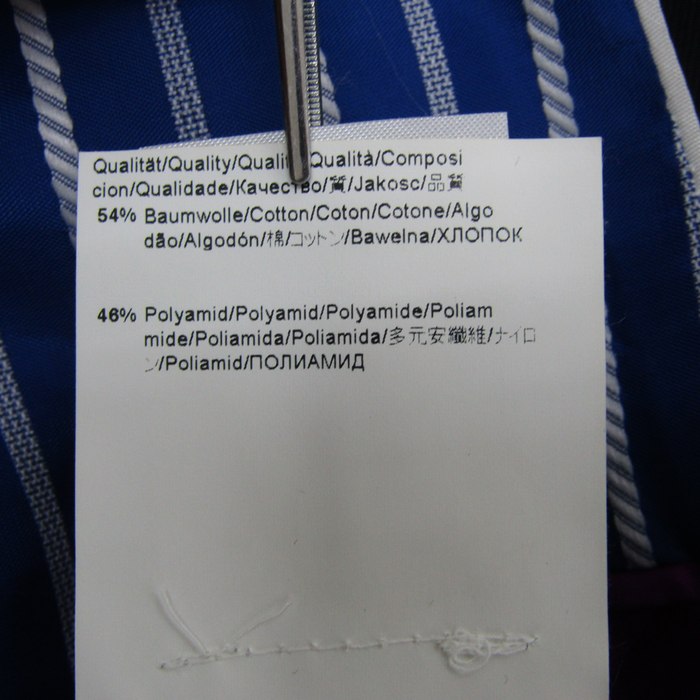 Qualität/Quality/Qualit Qualità/Composi
cion/Qualidade/Качество/質/Jakosc/品質
54% Baumwolle/Cotton/Coton/Cotone/Algo
dão/Algodón/棉/コットン/Bawelna/ХЛОПОК
46% Polyamid/Polyamid/Polyamide/Poliam
mide/Poliamida/Poliamida/多元安纖維/ナイロ
ン/Poliamid/ПОЛИАМИД